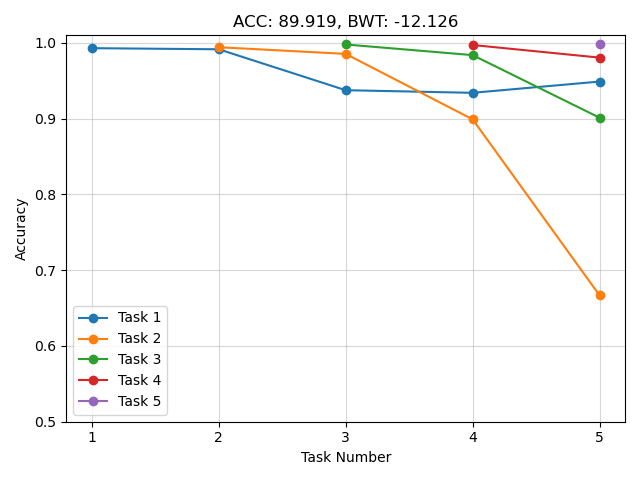 ACC: 89.919, BWT: -12.126
1.0
0.9
0.8
0.7
0.6
0.5
Accuracy
Task 1
Task 2
Task 3
Task 4
Task 5
1 2 3 4 5
Task Number